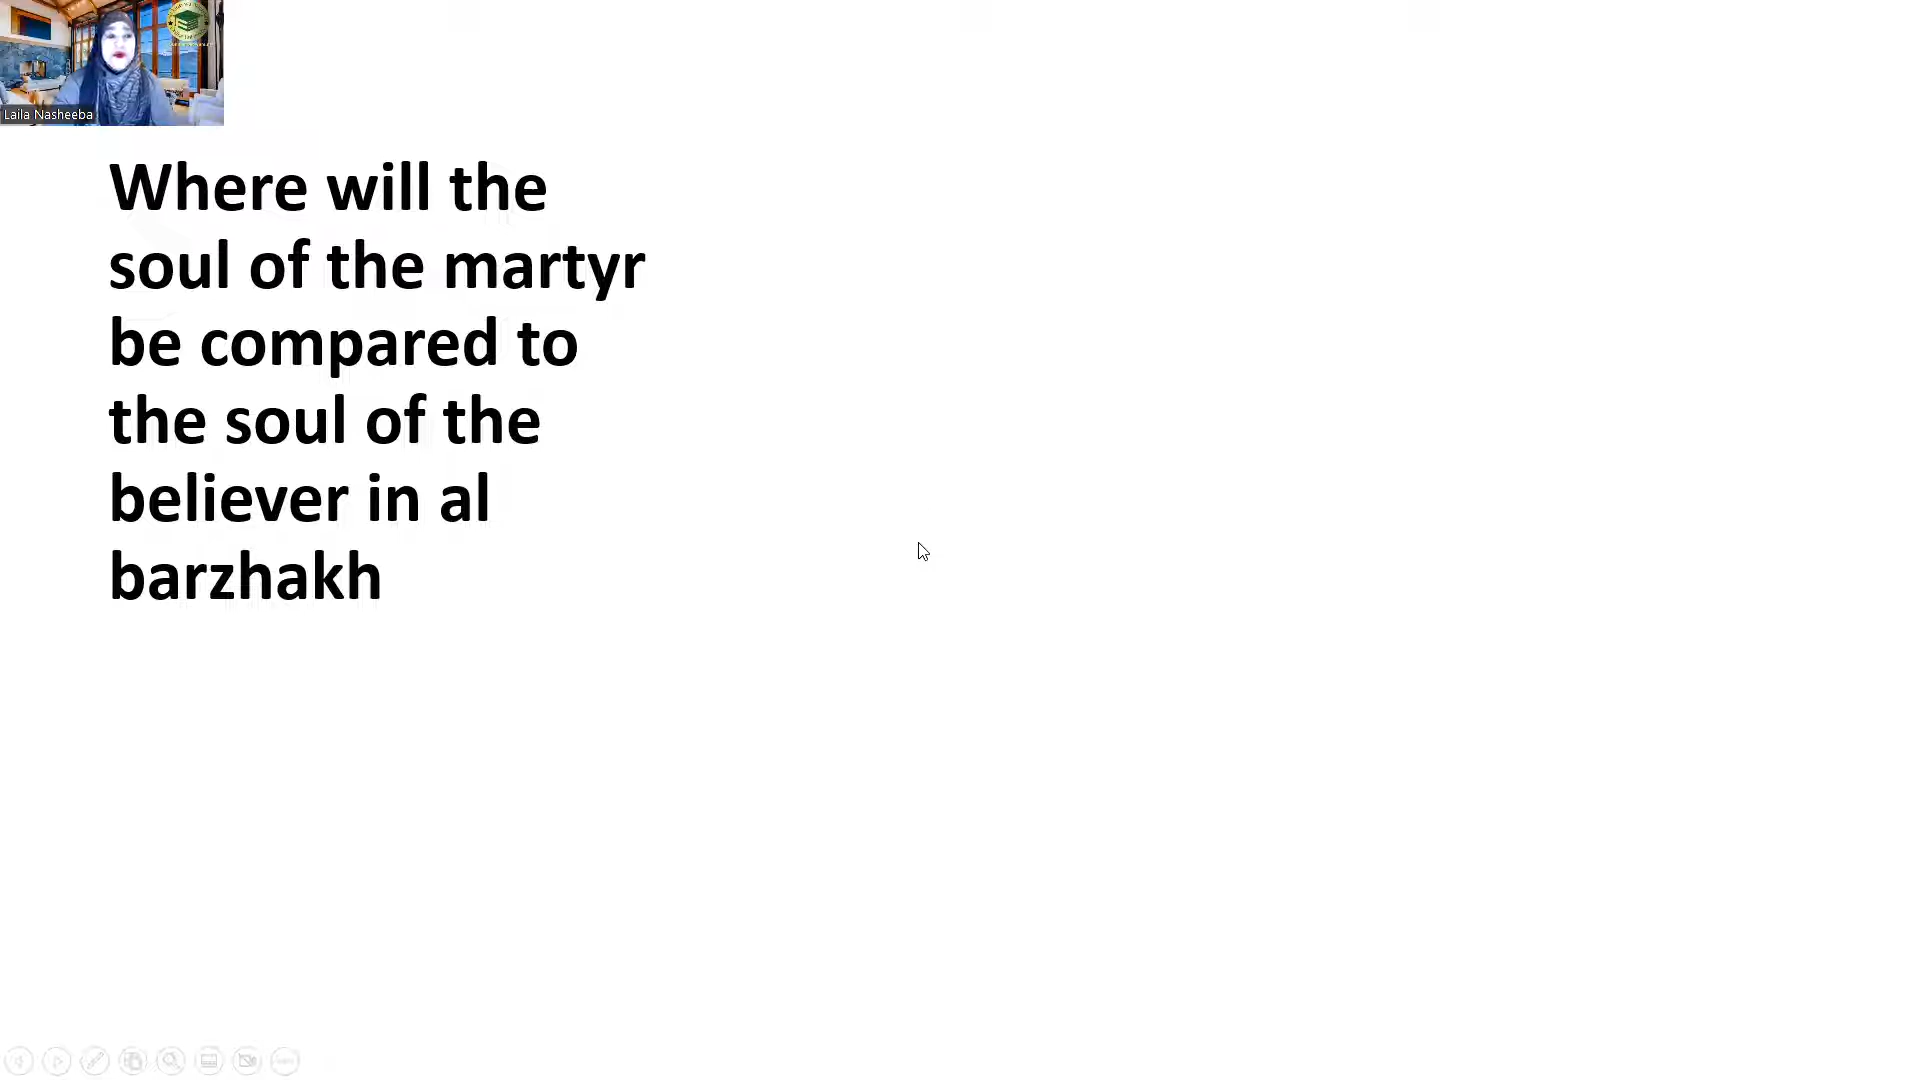 Laila Nasheeba
Where will the
soul of the martyr
be compared to
the soul of the
believer in al
barzhakh